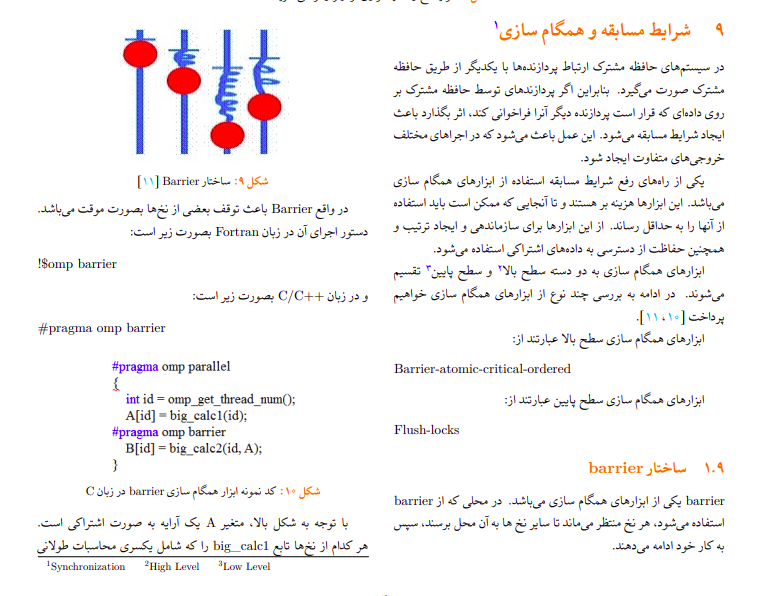 ۹ شرایط مسابقه و همگام سازی۱
در سیستم‌های حافظه مشترک ارتباط پردازنده‌ها با یکدیگر از طریق حافظه
مشترک صورت می‌گیرد. بنابراین اگر پردازنده‌ای توسط حافظه مشترک بر
روی داده‌ای که قرار است پردازنده دیگر آنرا فراخوانی کند، اثر بگذارد باعث
ایجاد شرایط مسابقه می‌شود. این عمل باعث می‌شود که در اجراهای مختلف
خروجی‌های متفاوت ایجاد شود.
یکی از راه‌های رفع شرایط مسابقه استفاده از ابزارهای همگام سازی
می‌باشد. این ابزارها هزینه بر هستند و تا آنجایی که ممکن است باید استفاده
از آنها را به حداقل رساند. از این ابزارها برای سازماندهی و ایجاد ترتیب و
همچنین حفاظت از دسترسی به داده‌های اشتراکی استفاده می‌شود.
ابزارهای همگام سازی به دو دسته سطح بالا۲ و سطح پایین۳ تقسیم
می‌شوند. در ادامه به بررسی چند نوع از ابزارهای همگام سازی خواهیم
پرداخت [۱۱،۱۰].
ابزارهای همگام سازی سطح بالا عبارتند از:
Barrier-atomic-critical-ordered
ابزارهای همگام سازی سطح پایین عبارتند از:
Flush-locks
۱.۹ ساختار barrier
barrier یکی از ابزارهای همگام سازی می‌باشد. در محلی که از barrier
استفاده می‌شود، هر نخ منتظر می‌ماند تا سایر نخ ها به آن محل برسند، سپس
به کار خود ادامه می‌دهند.
شکل ۹: ساختار Barrier [۱۱]
در واقع Barrier باعث توقف بعضی از نخ‌ها بصورت موقت می‌باشد.
دستور اجرای آن در زبان Fortran بصورت زیر است:
!$omp barrier
و در زبان C/C++ بصورت زیر است:
#pragma omp barrier
#pragma omp parallel
{
int id = omp_get_thread_num();
A[id] = big_calc1(id);
#pragma omp barrier
B[id] = big_calc2(id, A);
}
شکل ۱۰: کد نمونه ابزار همگام سازی barrier در زبان C
با توجه به شکل بالا، متغیر A یک آرایه به صورت اشتراکی است.
هر کدام از نخ‌ها تابع big_calc1 را که شامل یکسری محاسبات طولانی
1Synchronization 2High Level 3Low Level